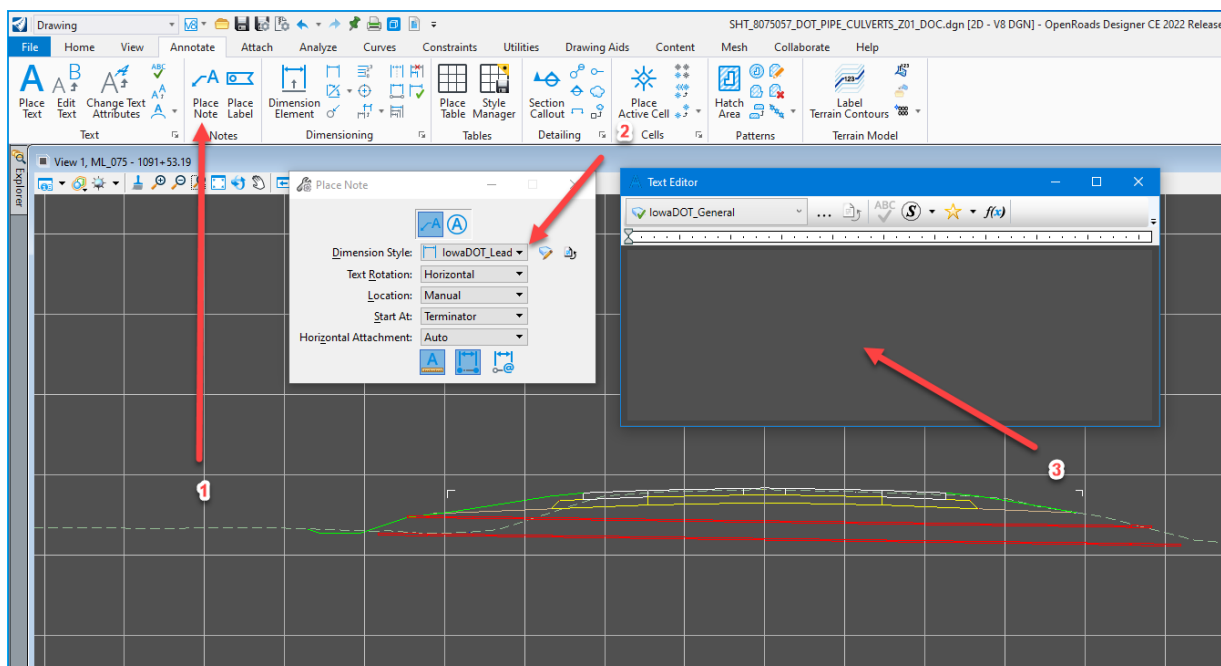 Drawing
SHT_8075057_DOT_PIPE_CULVERTS_Z01_DOC.dgn [2D - V8 DGN] - OpenRoads Designer CE 2022 Release
File Home View Annotate Attach Analyze Curves Constraints Utilities Drawing Aids Content Mesh Collaborate Help
Place Text
Edit Text
Change Text Attributes
Place Note
Place Label
Dimension Element
Place Table
Style Manager
Section Callout
Place Active Cell
Hatch Area
Label Terrain Contours
Text Notes Dimensioning Tables Detailing Cells Patterns Terrain Model
2
Explorer
View 1, ML_075 - 1091+53.19
Place Note
Dimension Style: IowaDOT_Lead
Text Rotation: Horizontal
Location: Manual
Start At: Terminator
Horizontal Attachment: Auto
Text Editor
IowaDOT_General
... ABC S f(x)
1
3